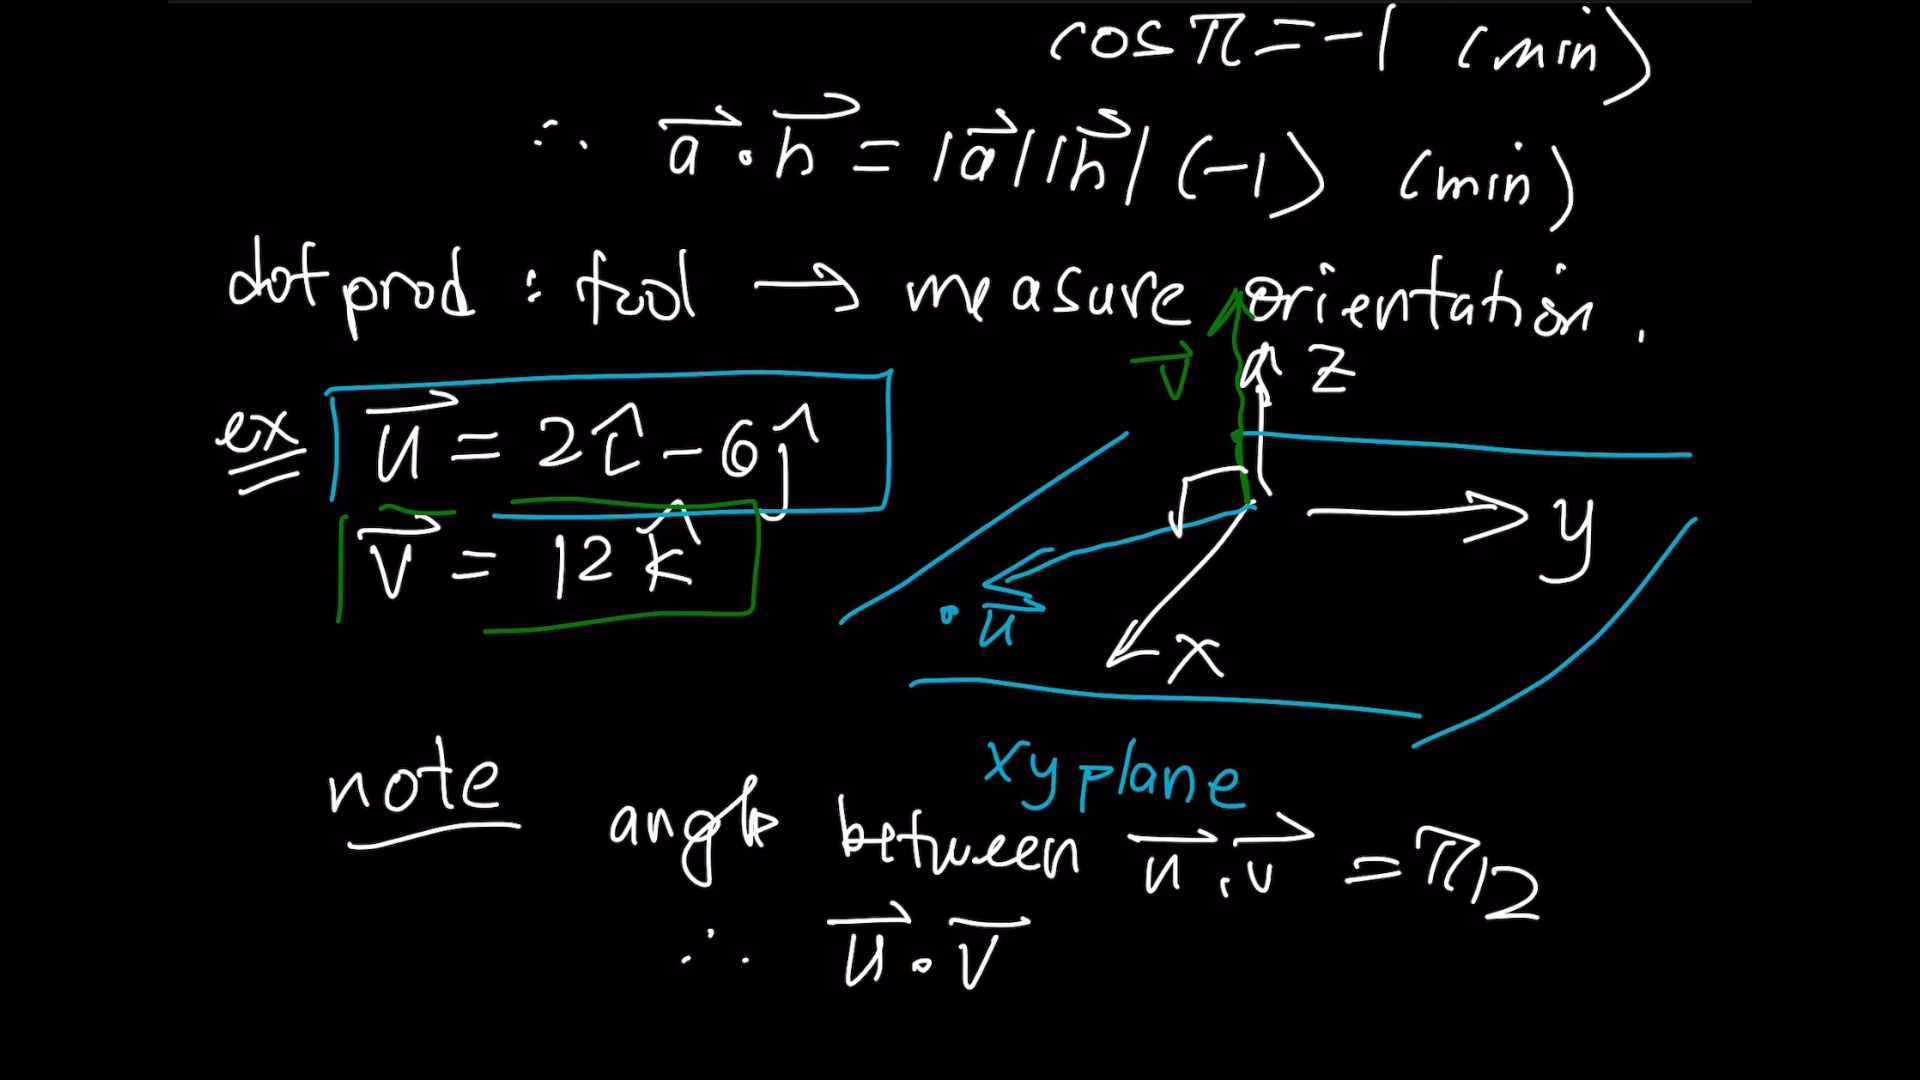 cos π = -1 (min)
∴ a⃗ · b⃗ = |a⃗||b⃗| (-1) (min)
dot prod : tool → measure orientation.
v⃗
z
ex u⃗ = 2î - 6ĵ
v⃗ = 12 k̂
y
u⃗
x
xy plane
note angle between u⃗, v⃗ = π/2
∴ u⃗ · v⃗